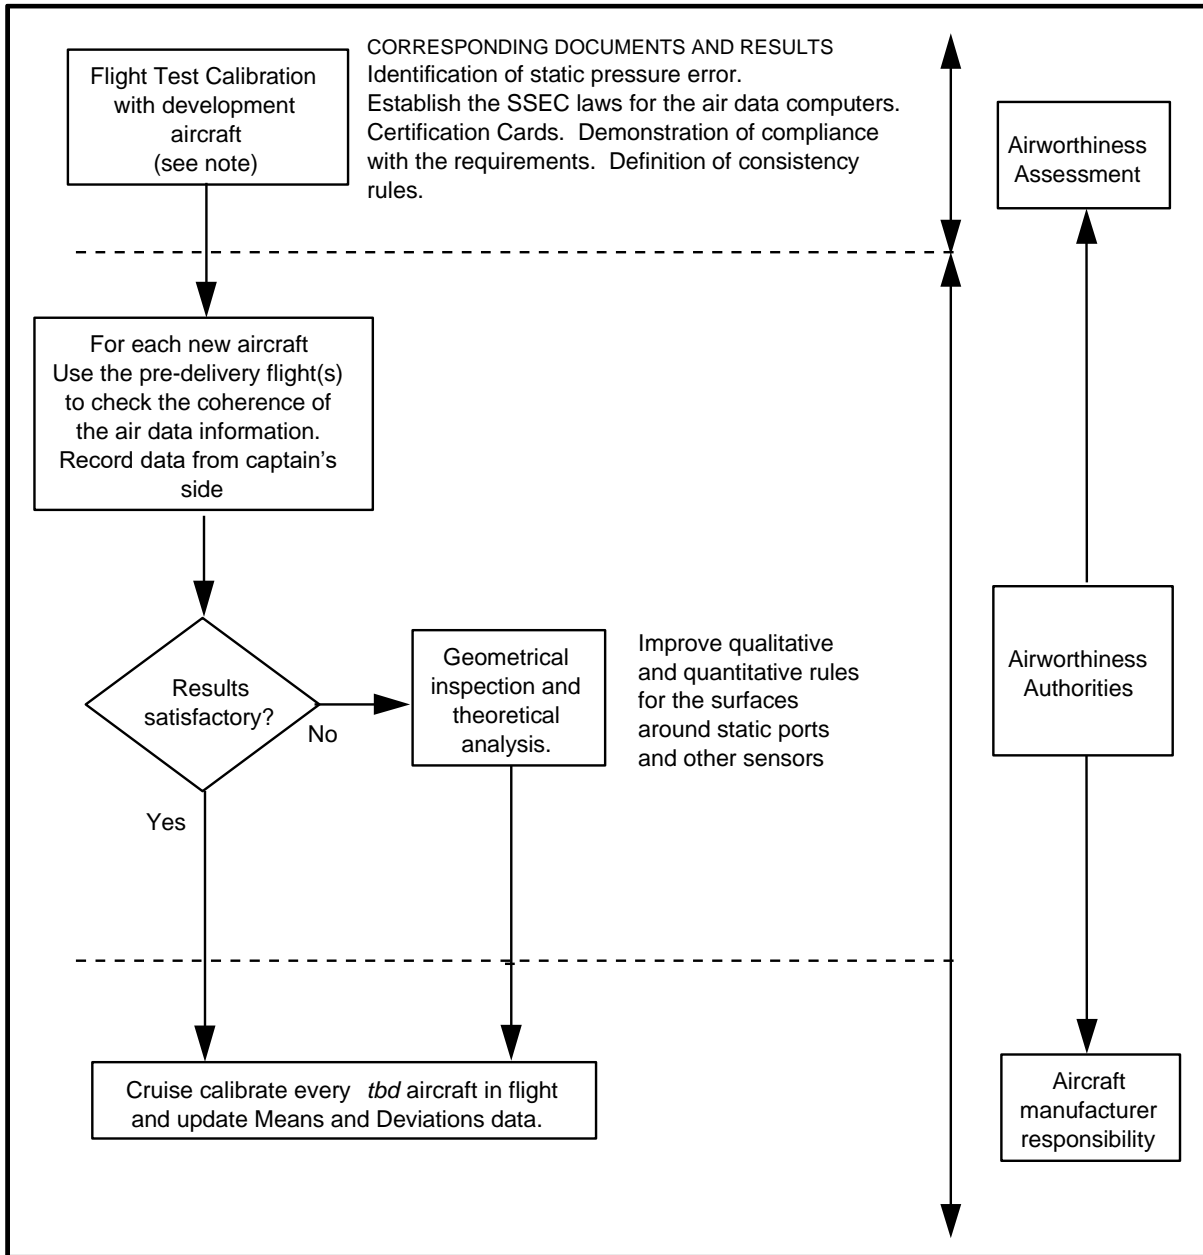 Flight Test Calibration
with development
aircraft
(see note)
CORRESPONDING DOCUMENTS AND RESULTS
Identification of static pressure error.
Establish the SSEC laws for the air data computers.
Certification Cards.  Demonstration of compliance
with the requirements.  Definition of consistency
rules.
Airworthiness
Assessment
For each new aircraft
Use the pre-delivery flight(s)
to check the coherence of
the air data information.
Record data from captain's
side
Results
satisfactory?
No
Yes
Geometrical
inspection and
theoretical
analysis.
Improve qualitative
and quantitative rules
for the surfaces
around static ports
and other sensors
Airworthiness
Authorities
Cruise calibrate every tbd aircraft in flight
and update Means and Deviations data.
Aircraft
manufacturer
responsibility